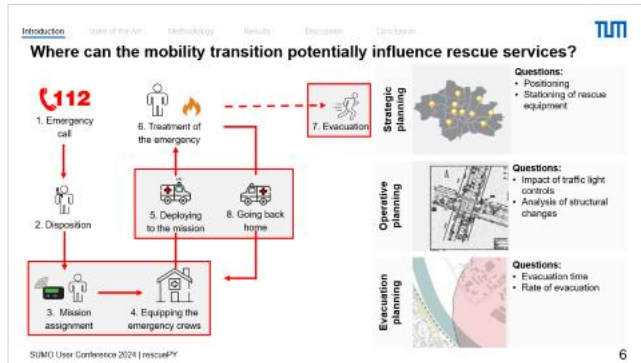 Introduction State of the Art Methodology Results Discussion Conclusion
TUM
Where can the mobility transition potentially influence rescue services?
112
1. Emergency
call
2. Disposition
3. Mission
assignment
4. Equipping the
emergency crews
5. Deploying
to the mission
6. Treatment of
the emergency
7. Evacuation
8. Going back
home
Strategic
planning
Questions:
• Positioning
• Stationing of rescue
equipment
Operative
planning
Questions:
• Impact of traffic light
controls
• Analysis of structural
changes
Evacuation
planning
Questions:
• Evacuation time
• Rate of evacuation
SUMO User Conference 2024 | rescuePY
6